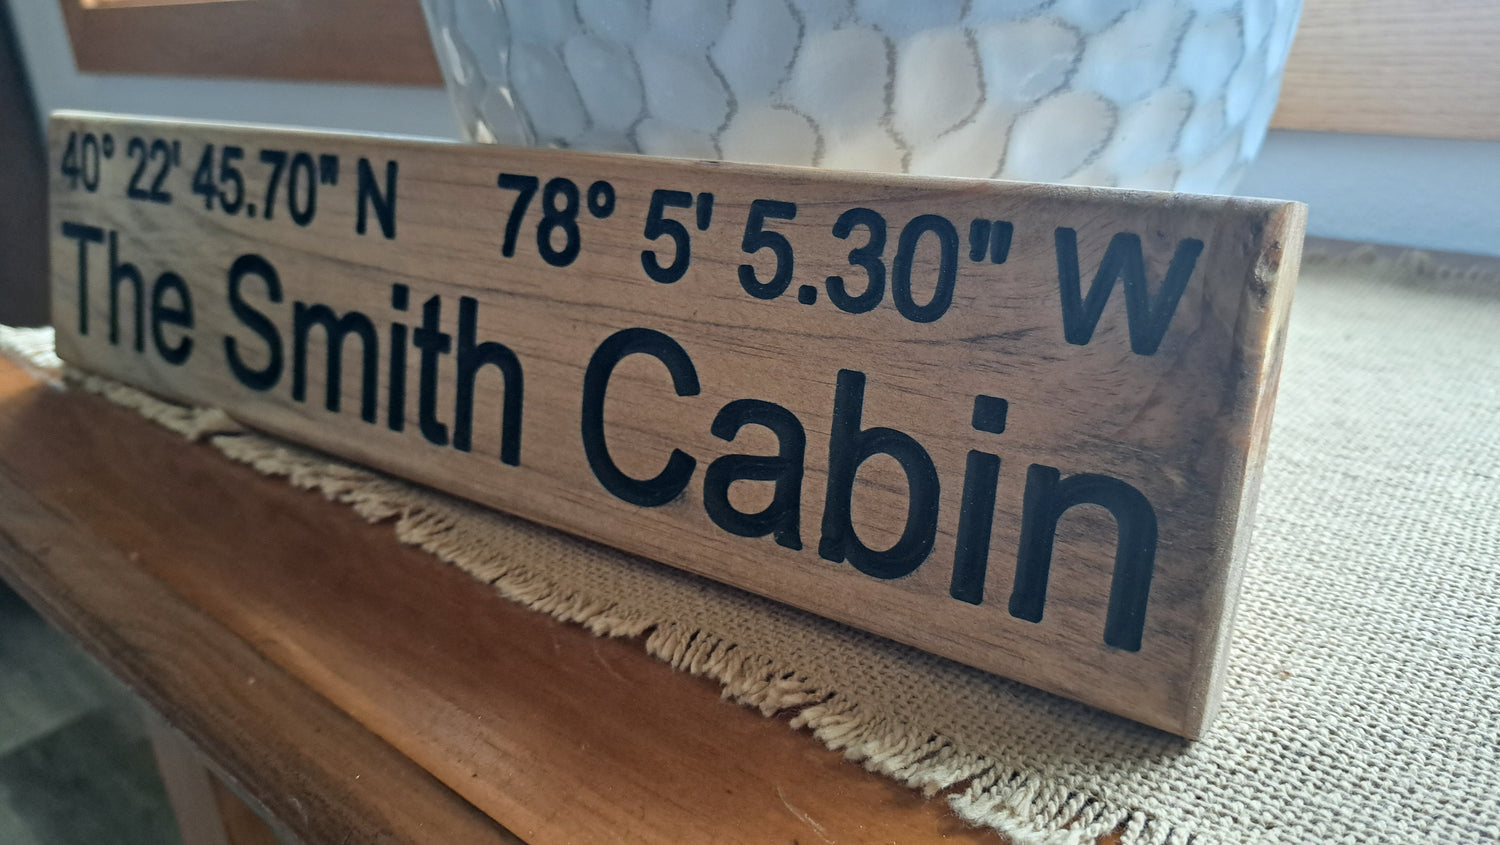 40° 22' 45.70" N 78° 5' 5.30" W
The Smith Cabin